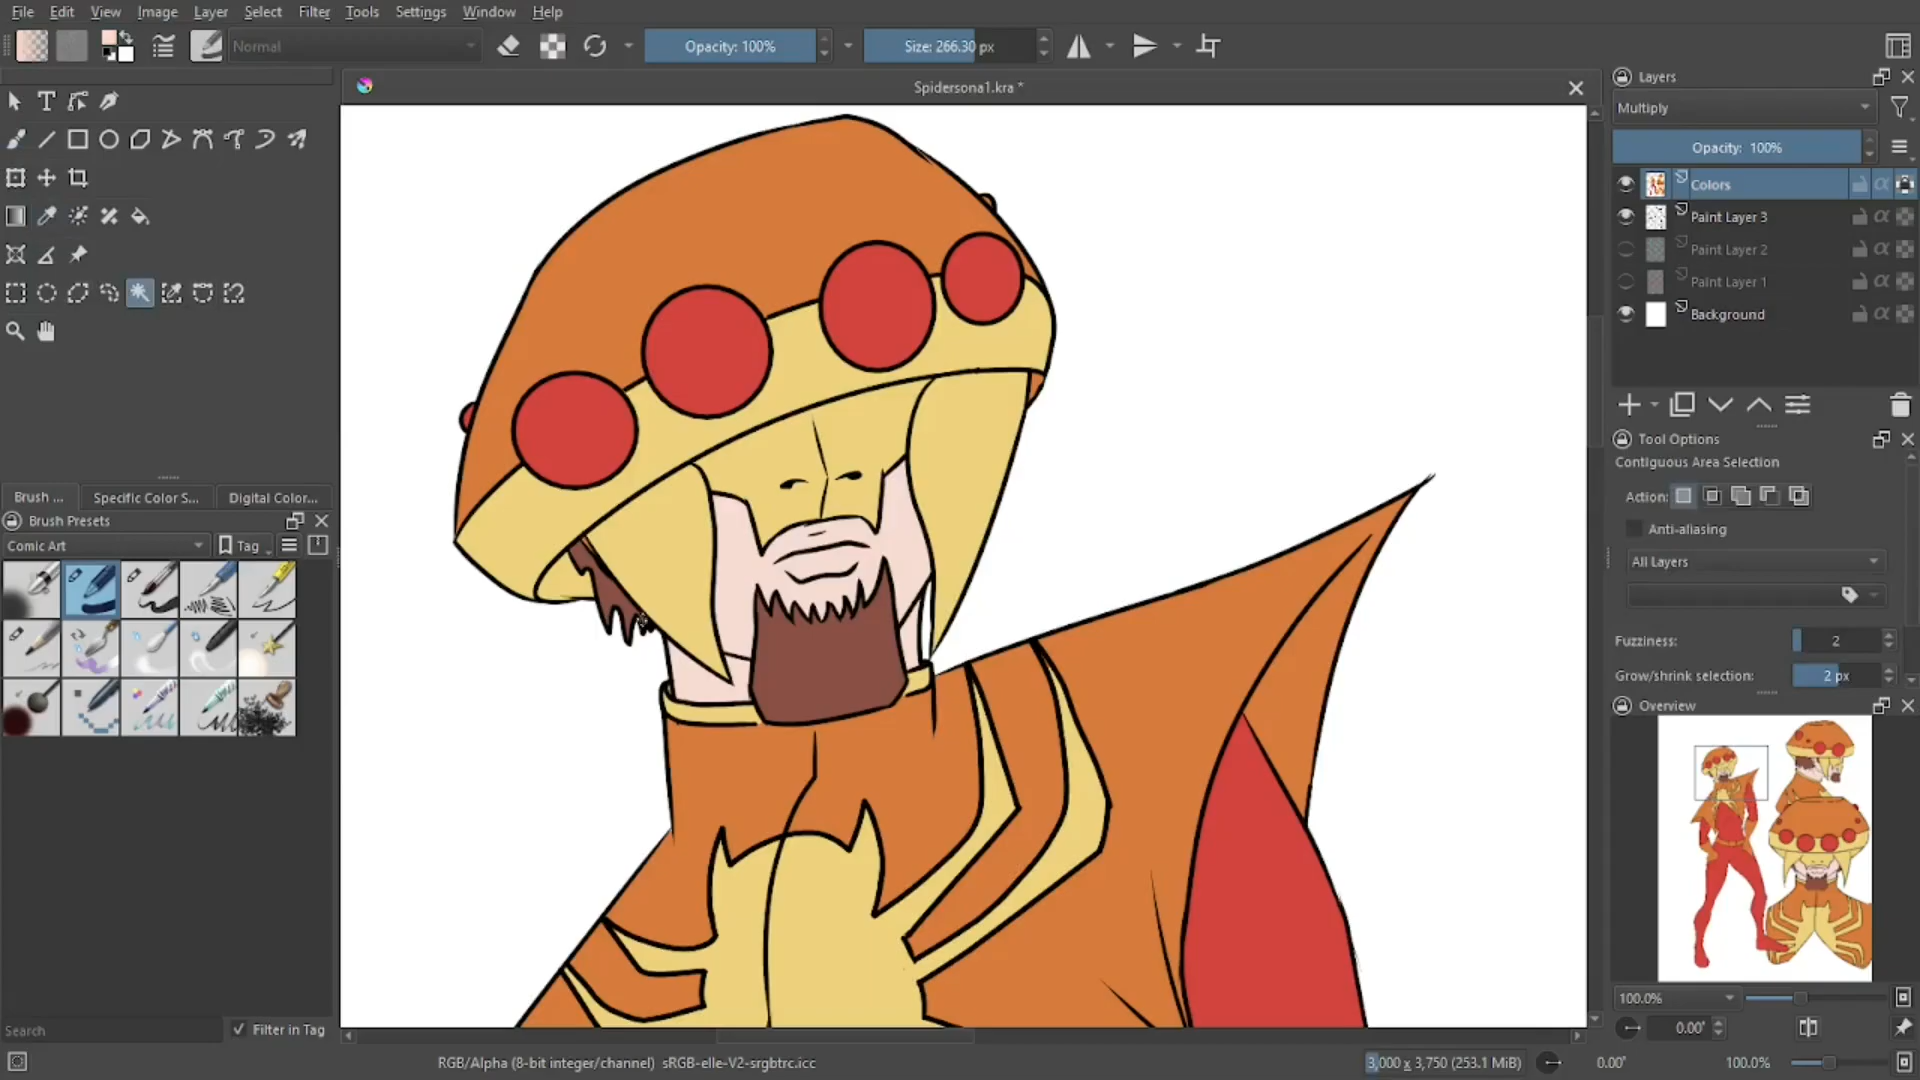 File Edit View Image Layer Select Filter Tools Settings Window Help
Normal
Opacity: 100%
Size: 266.30 px
Spidersona1.kra *
Layers
Multiply
Opacity: 100%
Colors
Paint Layer 3
Paint Layer 2
Paint Layer 1
Background
Tool Options
Contiguous Area Selection
Action:
Anti-aliasing
All Layers
Fuzziness: 2
Grow/shrink selection: 2 px
Overview
100.0%
0.00°
Brush ... Specific Color S... Digital Color...
Brush Presets
Comic Art
Tag
Search
Filter in Tag
RGB/Alpha (8-bit integer/channel) sRGB-elle-V2-srgbtrc.icc
3,000 x 3,750 (253.1 MiB)
0.00°
100.0%